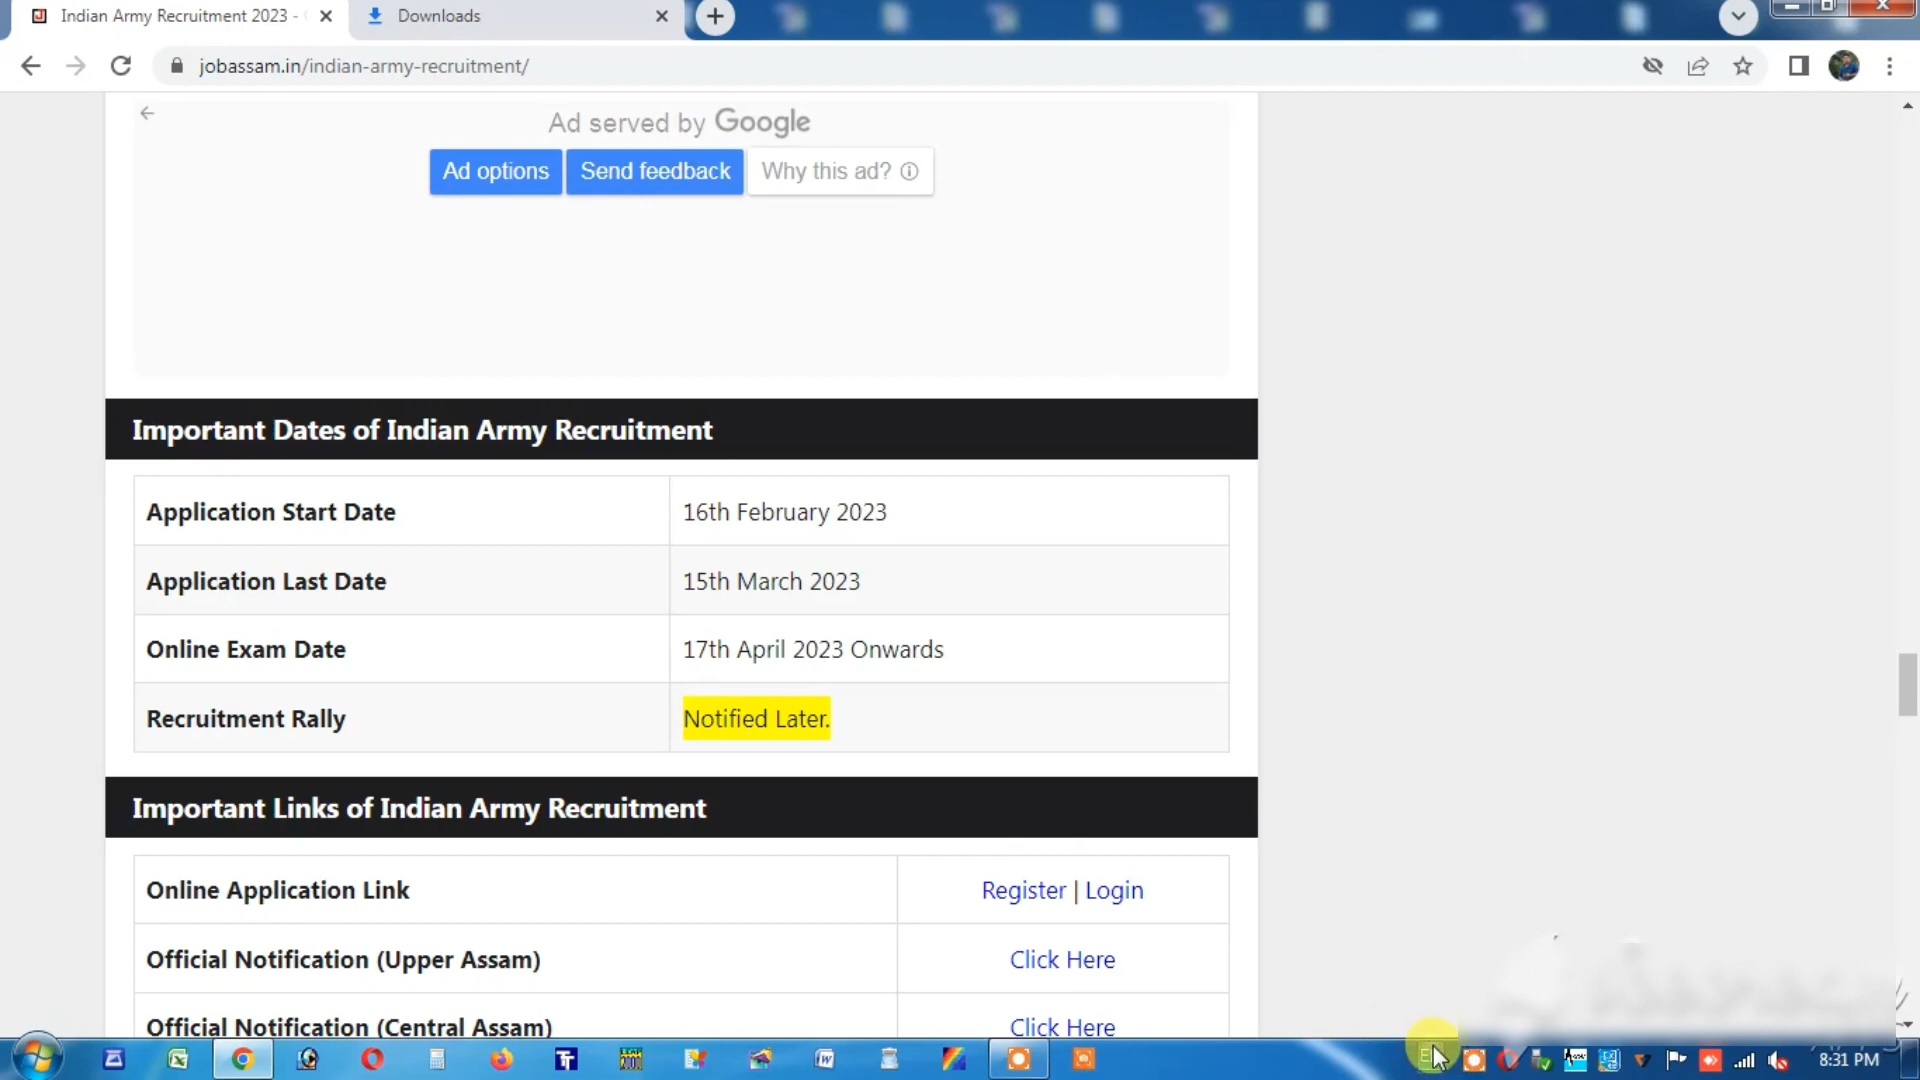 Indian Army Recruitment 2023 -
Downloads
jobassam.in/indian-army-recruitment/
Ad served by Google
Ad options
Send feedback
Why this ad?
Important Dates of Indian Army Recruitment
Application Start Date 16th February 2023
Application Last Date 15th March 2023
Online Exam Date 17th April 2023 Onwards
Recruitment Rally Notified Later.
Important Links of Indian Army Recruitment
Online Application Link Register | Login
Official Notification (Upper Assam) Click Here
Official Notification (Central Assam) Click Here
8:31 PM